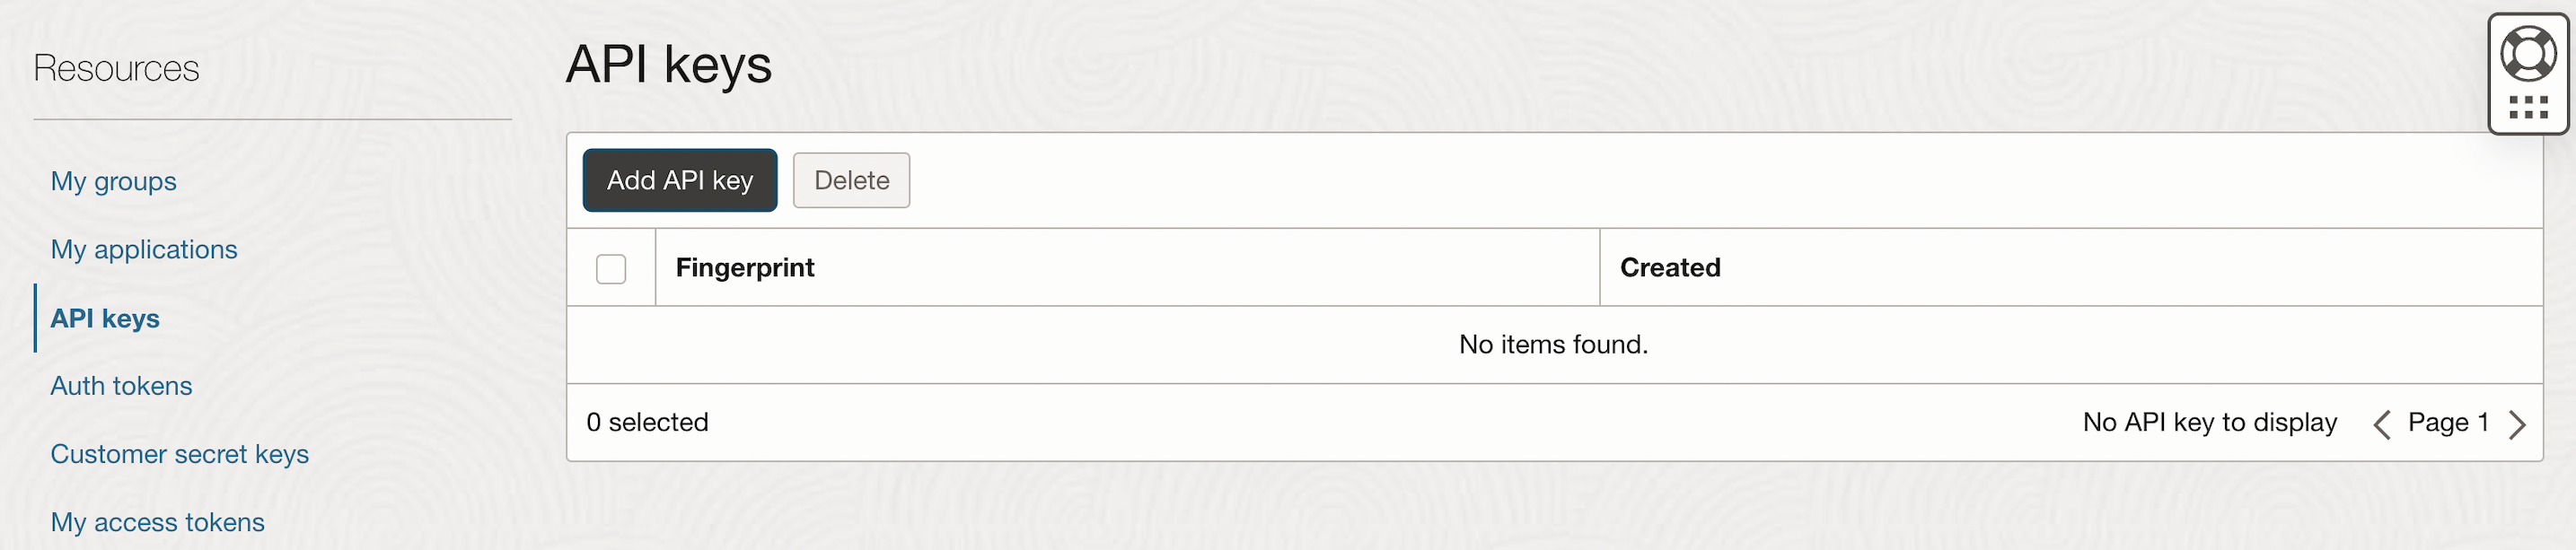 Resources
My groups
My applications
API keys
Auth tokens
Customer secret keys
My access tokens
API keys
Add API key
Delete
Fingerprint
Created
No items found.
0 selected
No API key to display
Page 1